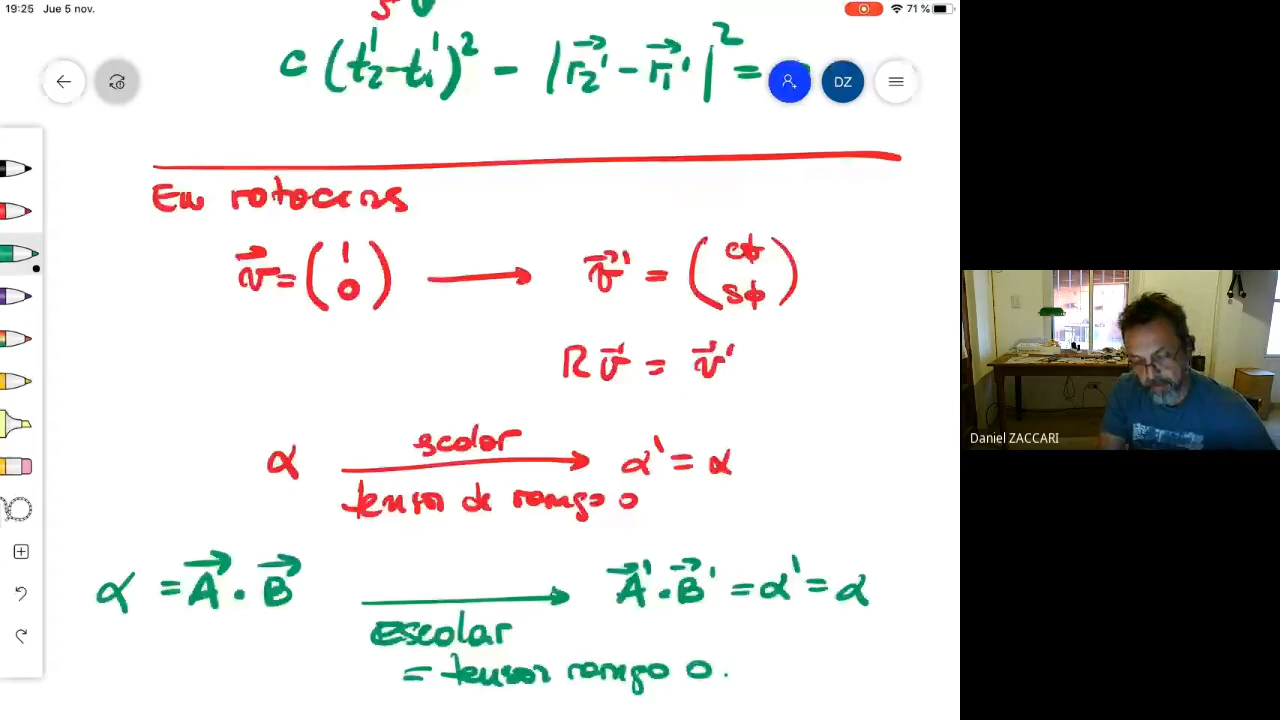 19:25 Jue 5 nov. 71 %
c (t₂' - t₁')² - |r⃗₂' - r⃗₁'|² =
DZ
En rotaciones
v⃗ = (1 0) → v⃗' = (cϕ sϕ)
R v⃗ = v⃗'
Daniel ZACCARI
α escalar → α' = α
tensor de rango 0
α = A⃗ · B⃗ → A⃗' · B⃗' = α' = α
escalar
= tensor rango 0.